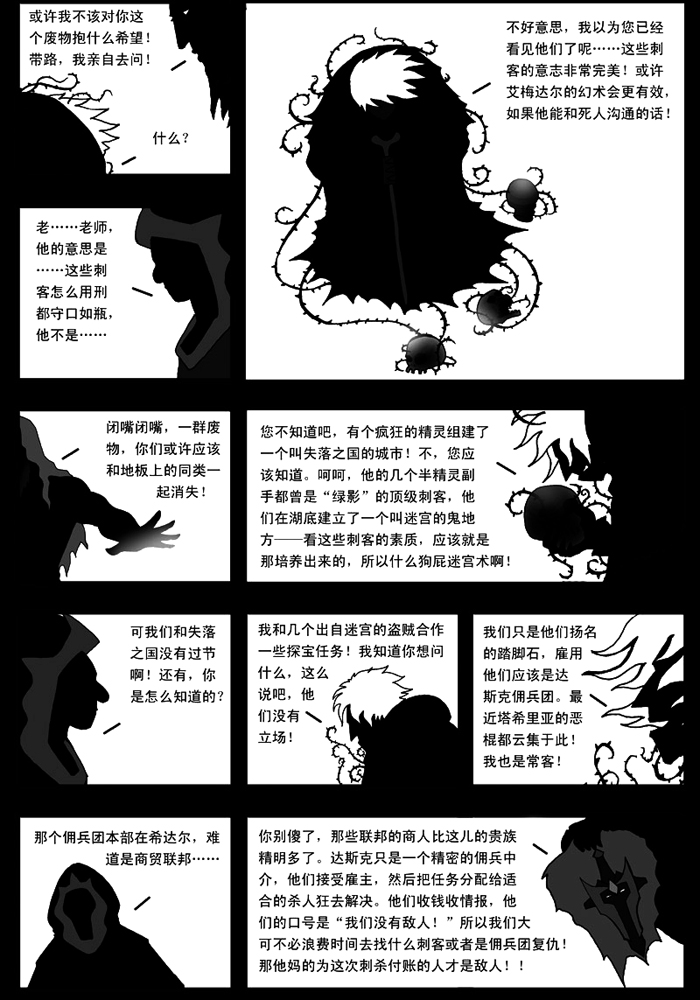 或许我不该对你这
个废物抱什么希望！
带路，我亲自去问！
什么？
不好意思，我以为您已经
看见他们了呢……这些刺
客的意志非常完美！或许
艾梅达尔的幻术会更有效，
如果他能和死人沟通的话！
老……老师，
他的意思是
……这些刺
客怎么用刑
都守口如瓶，
他不是……
闭嘴闭嘴，一群废
物，你们或许应该
和地板上的同类一
起消失！
您不知道吧，有个疯狂的精灵组建了
一个叫失落之国的城市！不，您应
该知道。呵呵，他的几个半精灵副
手都曾是“绿影”的顶级刺客，他
们在湖底建立了一个叫迷宫的鬼地
方——看这些刺客的素质，应该就是
那培养出来的，所以什么狗屁迷宫术啊！
可我们和失落
之国没有过节
啊！还有，你
是怎么知道的？
我和几个出自迷宫的盗贼合作
一些探宝任务！我知道你想问
什么，这么
说吧，他
们没有
立场！
我们只是他们扬名
的踏脚石，雇用
他们应该是达
斯克佣兵团。最
近塔希里亚的恶
棍都云集于此！
我也是常客！
那个佣兵团本部在希达尔，难
道是商贸联邦……
你别傻了，那些联邦的商人比这儿的贵族
精明多了。达斯克只是一个精密的佣兵中
介，他们接受雇主，然后把任务分配给适
合的杀人狂去解决。他们收钱收情报，他
们的口号是“我们没有敌人！”所以我们大
可不必浪费时间去找什么刺客或者是佣兵团复仇！
那他妈的为这次刺杀付账的人才是敌人！！